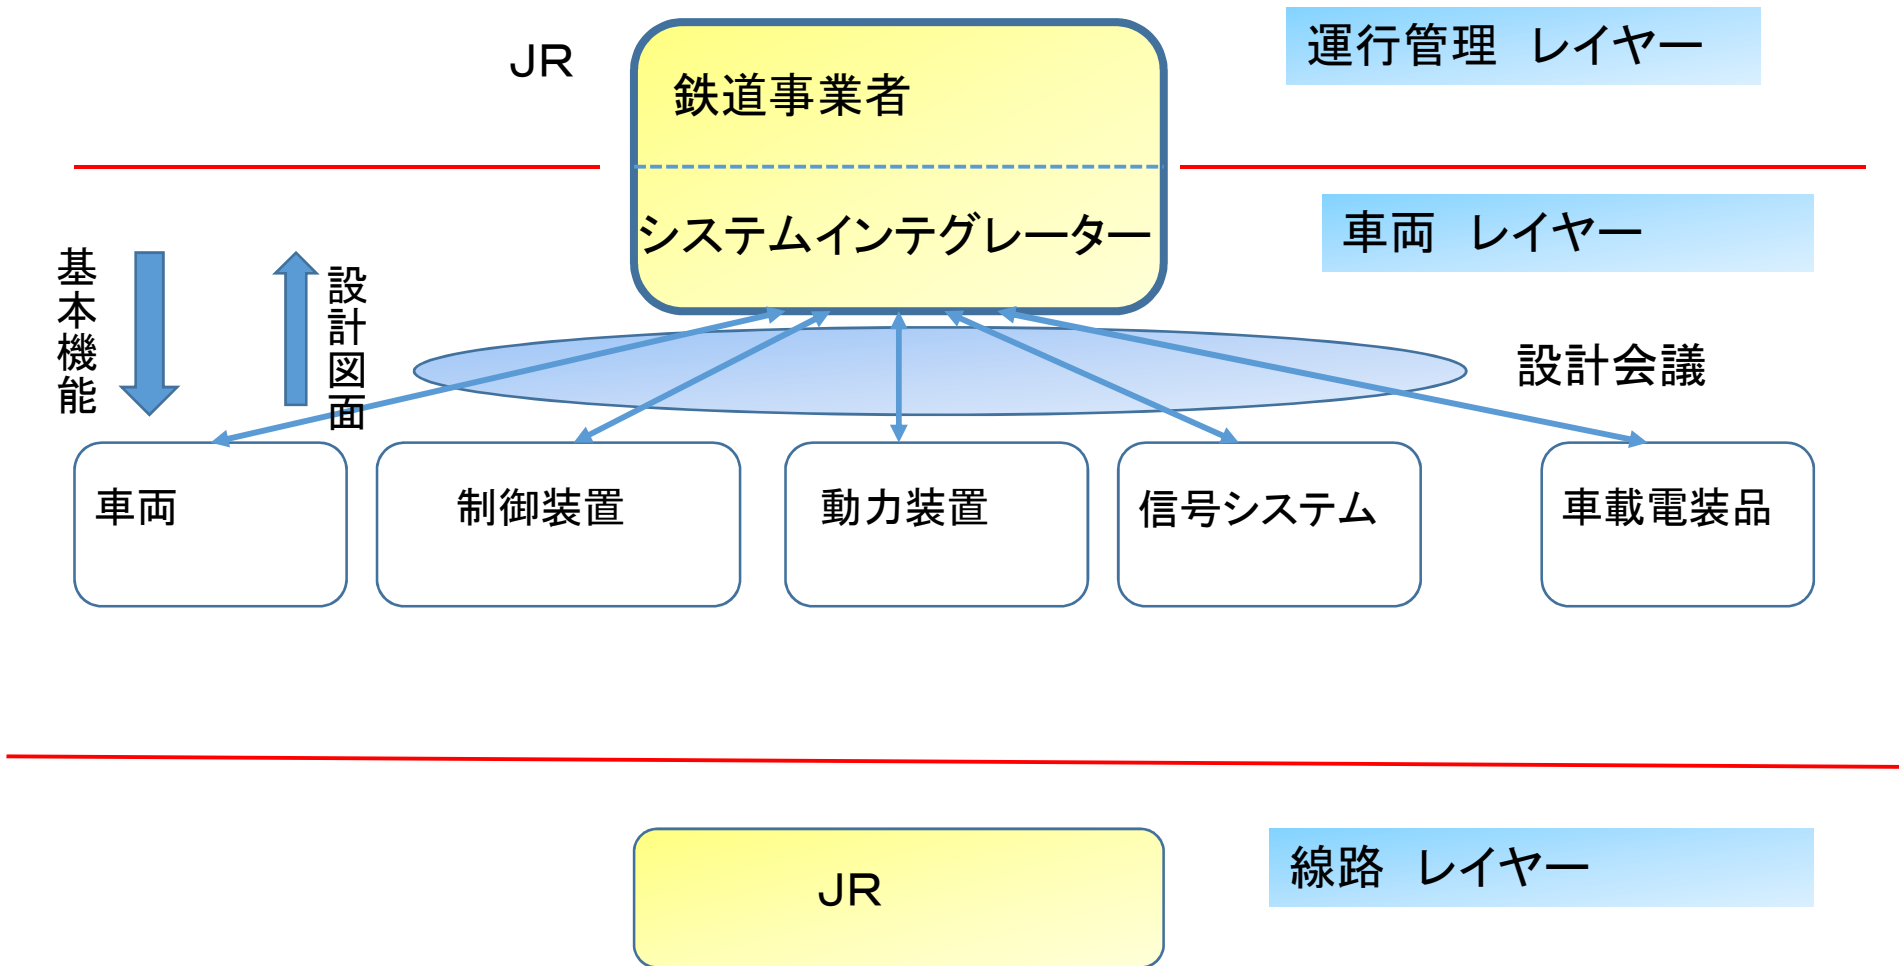 JR
鉄道事業者
運行管理 レイヤー
システムインテグレーター
車両 レイヤー
基本機能
設計図面
設計会議
車両
制御装置
動力装置
信号システム
車載電装品
JR
線路 レイヤー